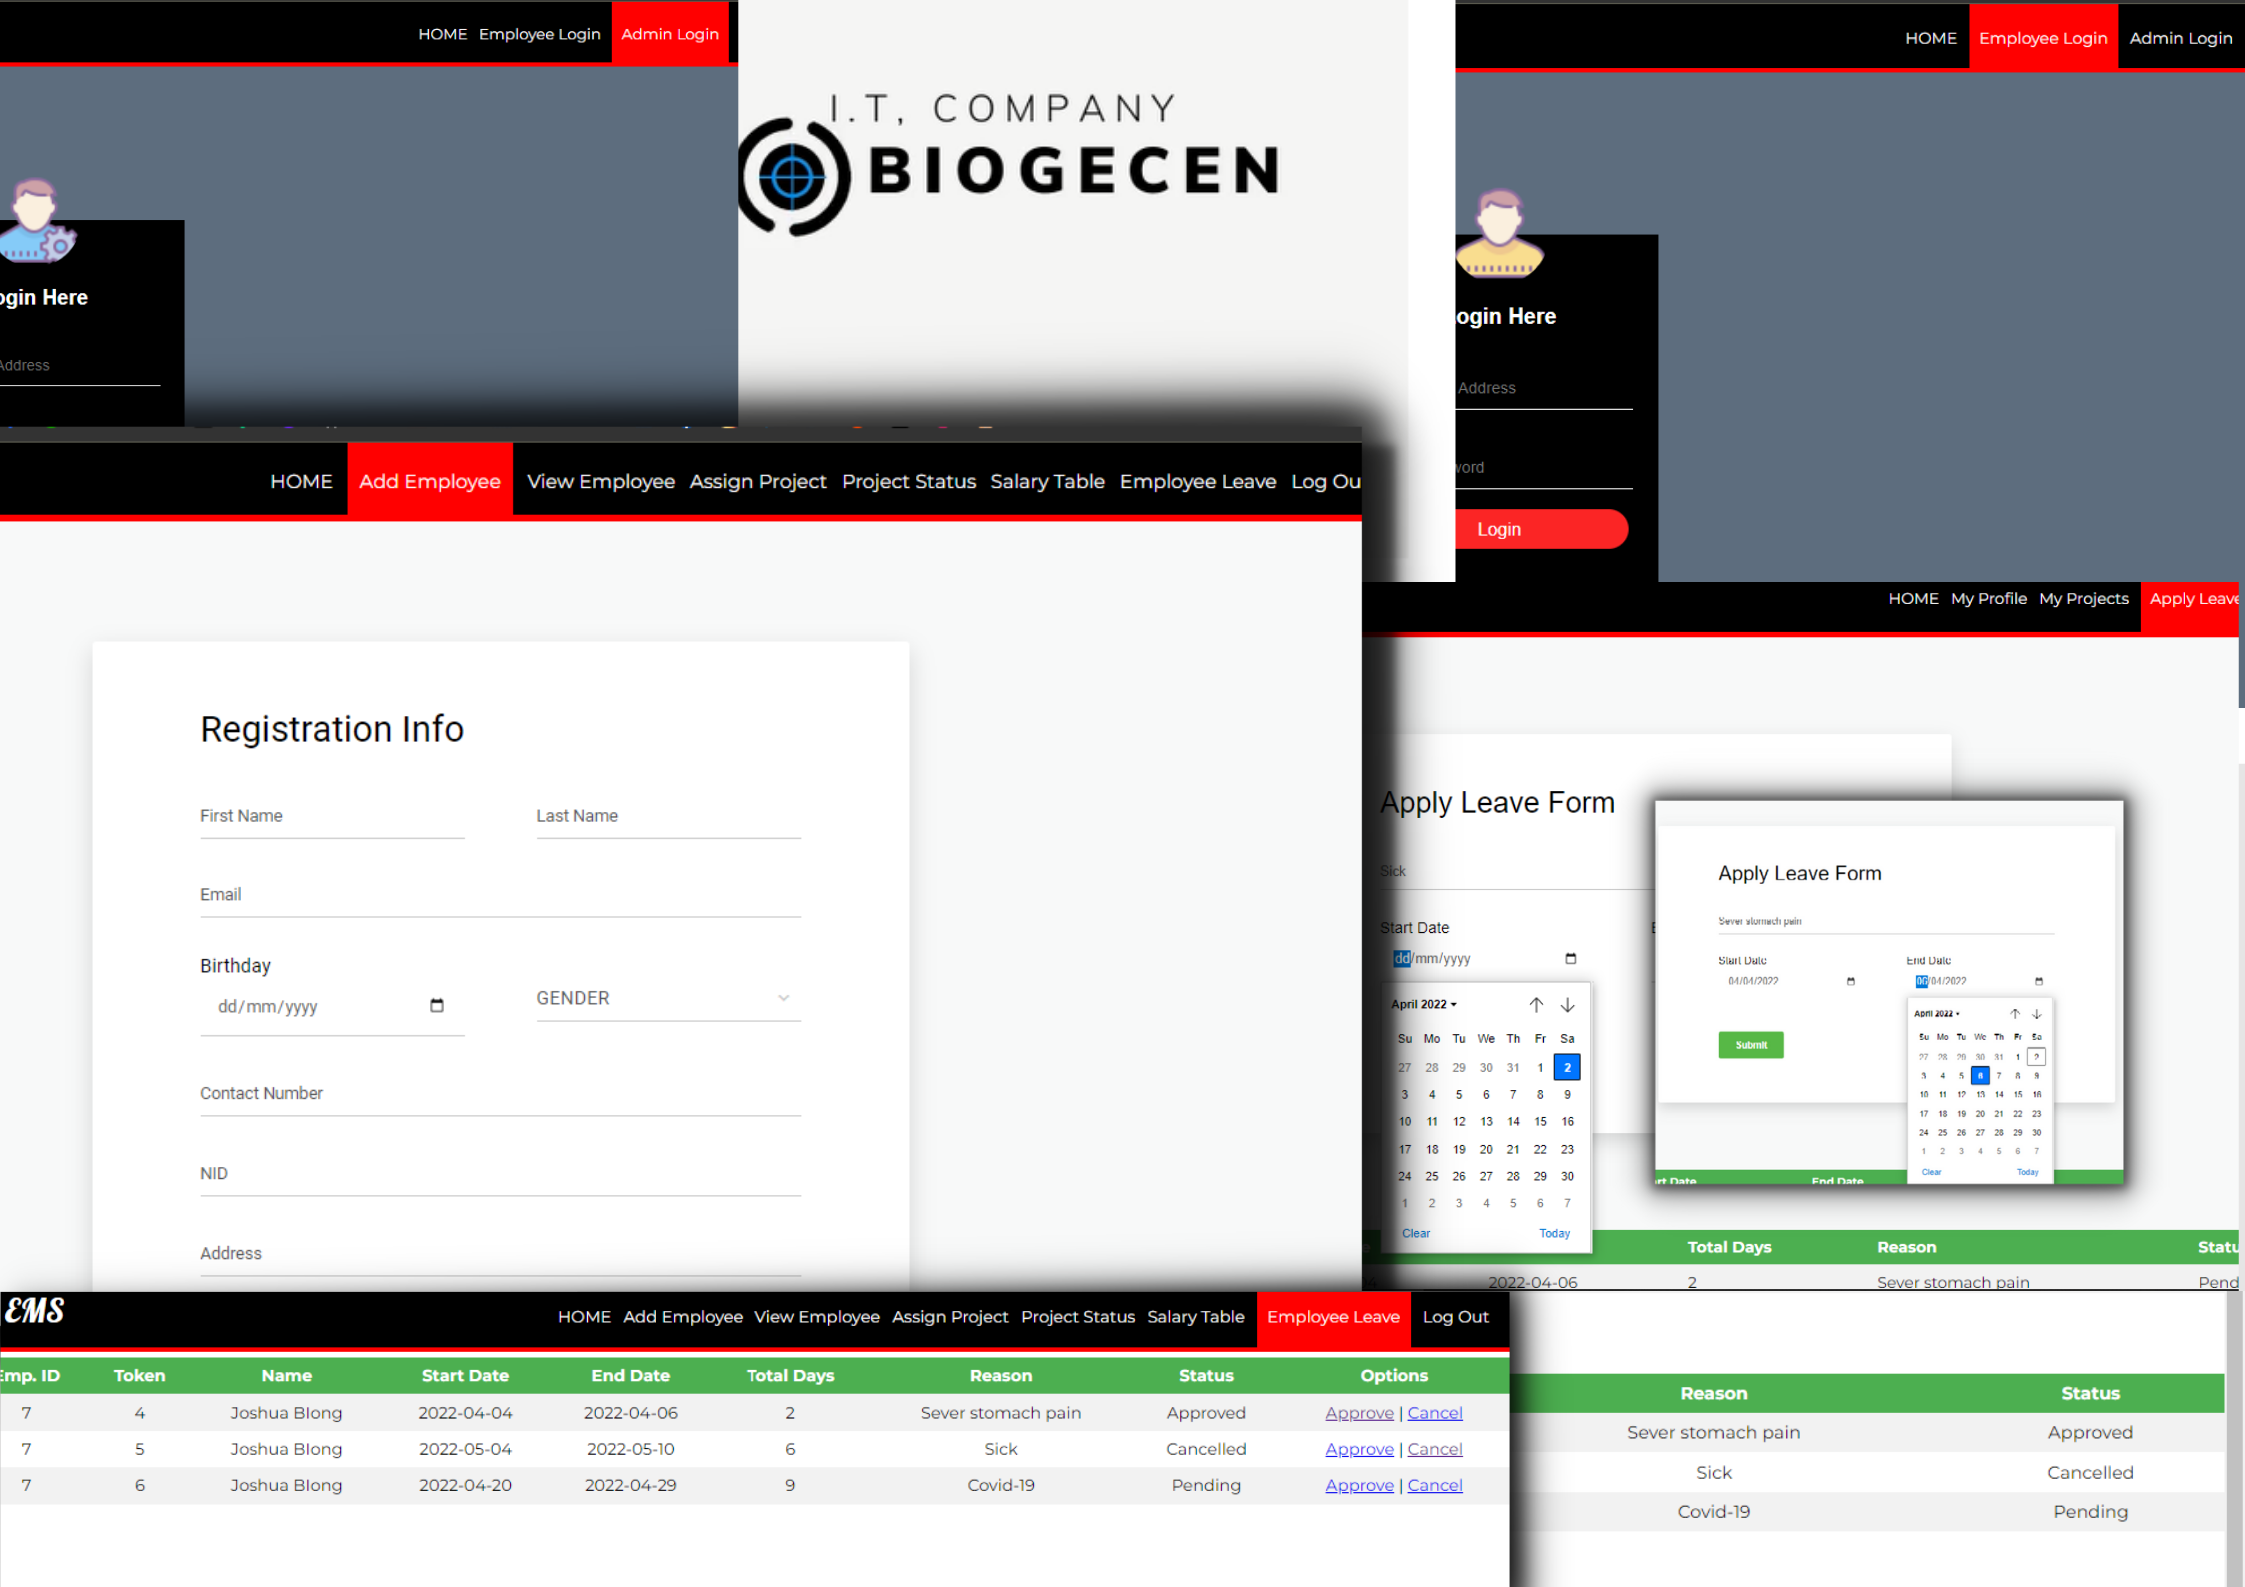 HOME Employee Login Admin Login
ogin Here
Address
I.T, COMPANY
BIOGECEN
HOME Employee Login Admin Login
ogin Here
Address
word
Login
HOME Add Employee View Employee Assign Project Project Status Salary Table Employee Leave Log Ou
Registration Info
First Name Last Name
Email
Birthday
dd/mm/yyyy GENDER
Contact Number
NID
Address
HOME My Profile My Projects Apply Leave
Apply Leave Form
Sick
Start Date E
dd/mm/yyyy
April 2022
Su Mo Tu We Th Fr Sa
27 28 29 30 31 1 2
3 4 5 6 7 8 9
10 11 12 13 14 15 16
17 18 19 20 21 22 23
24 25 26 27 28 29 30
1 2 3 4 5 6 7
Clear Today
Apply Leave Form
Sever stomach pain
Start Date End Date
04/04/2022 06/04/2022
April 2022
Su Mo Tu We Th Fr Sa
27 28 29 30 31 1 2
3 4 5 6 7 8 9
10 11 12 13 14 15 16
17 18 19 20 21 22 23
24 25 26 27 28 29 30
1 2 3 4 5 6 7
Clear Today
Submit
rt Date End Date
Total Days Reason Statu
2022-04-06 2 Sever stomach pain Pend
EMS
HOME Add Employee View Employee Assign Project Project Status Salary Table Employee Leave Log Out
Emp. ID Token Name Start Date End Date Total Days Reason Status Options
7 4 Joshua Blong 2022-04-04 2022-04-06 2 Sever stomach pain Approved Approve | Cancel
7 5 Joshua Blong 2022-05-04 2022-05-10 6 Sick Cancelled Approve | Cancel
7 6 Joshua Blong 2022-04-20 2022-04-29 9 Covid-19 Pending Approve | Cancel
Reason Status
Sever stomach pain Approved
Sick Cancelled
Covid-19 Pending